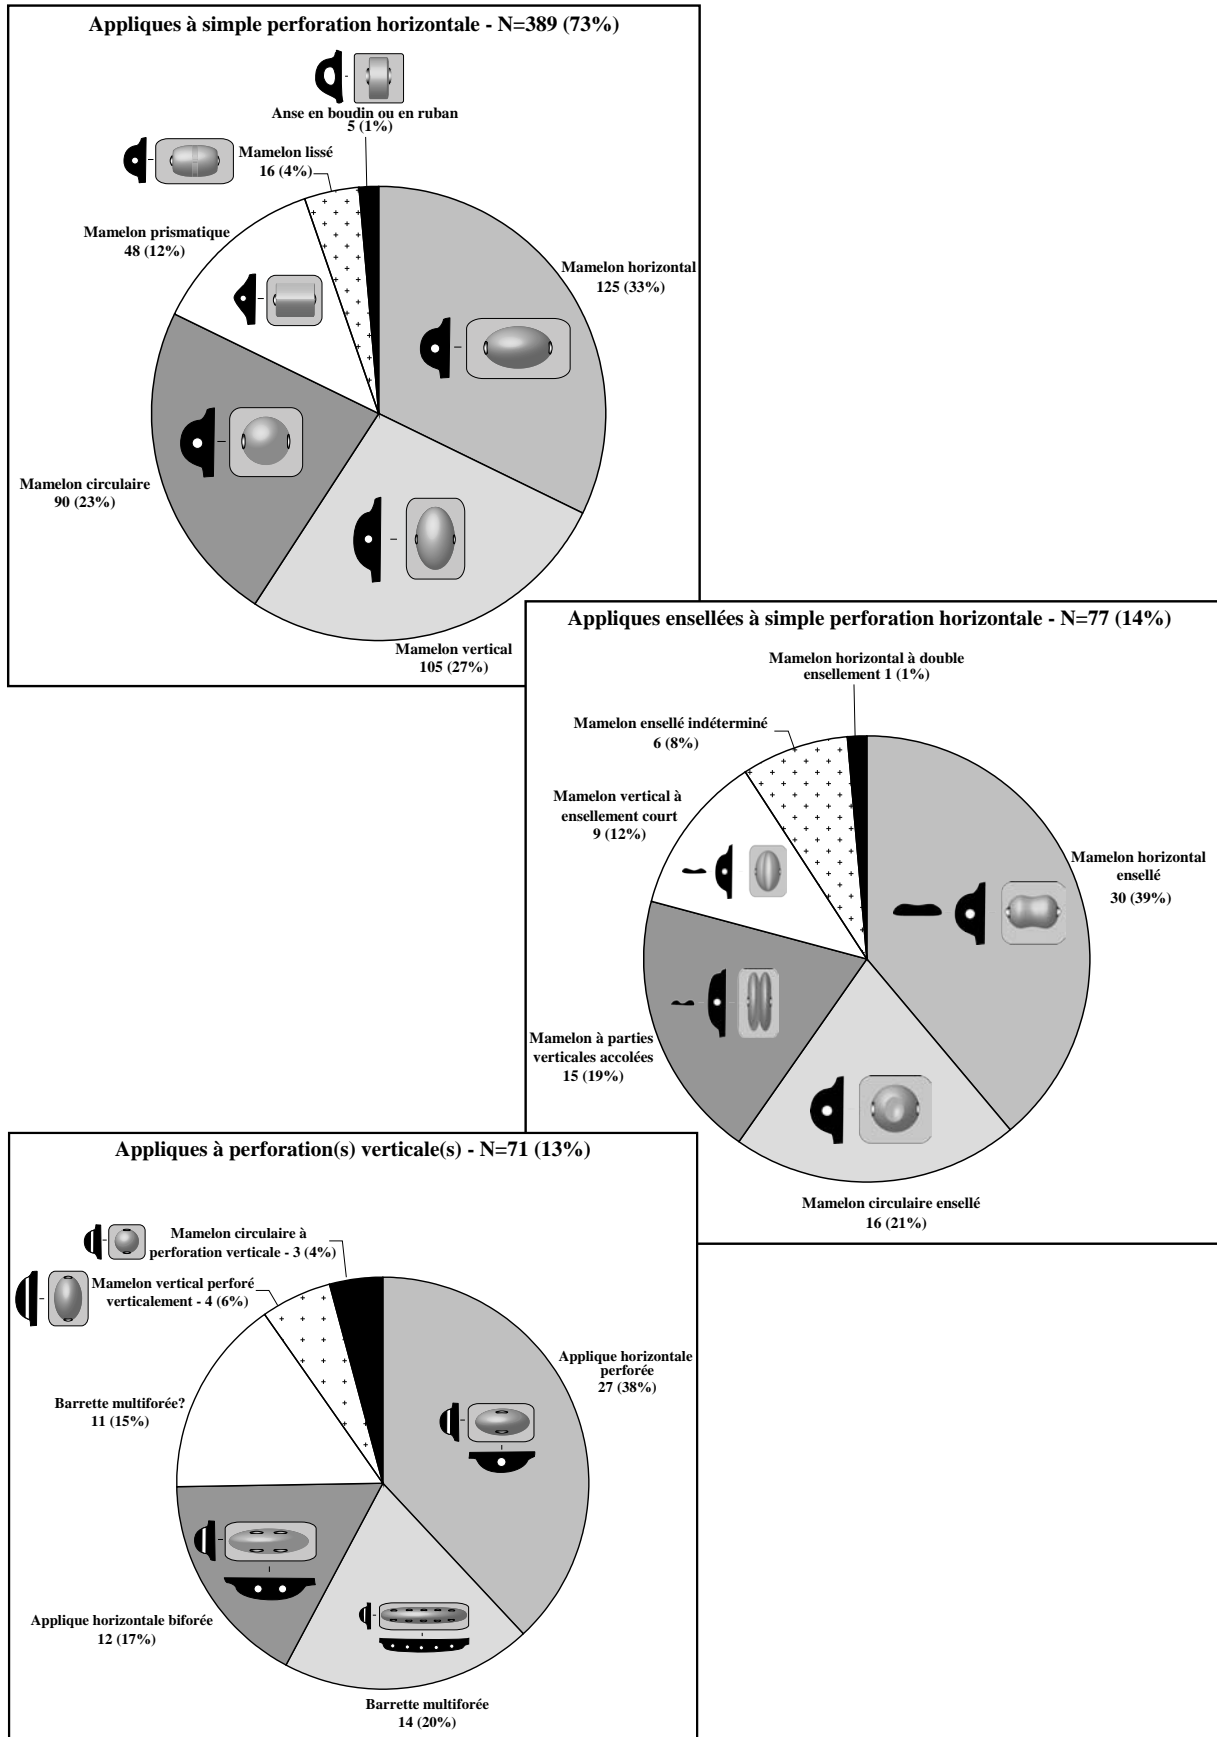 Appliques à simple perforation horizontale - N=389 (73%)
Anse en boudin ou en ruban
5 (1%)
Mamelon lissé
16 (4%)
Mamelon prismatique
48 (12%)
Mamelon horizontal
125 (33%)
Mamelon circulaire
90 (23%)
Mamelon vertical
105 (27%)
Appliques ensellées à simple perforation horizontale - N=77 (14%)
Mamelon horizontal à double
ensellement 1 (1%)
Mamelon ensellé indéterminé
6 (8%)
Mamelon vertical à
ensellement court
9 (12%)
Mamelon horizontal
ensellé
30 (39%)
Mamelon à parties
verticales accolées
15 (19%)
Mamelon circulaire ensellé
16 (21%)
Appliques à perforation(s) verticale(s) - N=71 (13%)
Mamelon circulaire à
perforation verticale - 3 (4%)
Mamelon vertical perforé
verticalement - 4 (6%)
Applique horizontale
perforée
27 (38%)
Barrette multiforée?
11 (15%)
Applique horizontale biforée
12 (17%)
Barrette multiforée
14 (20%)